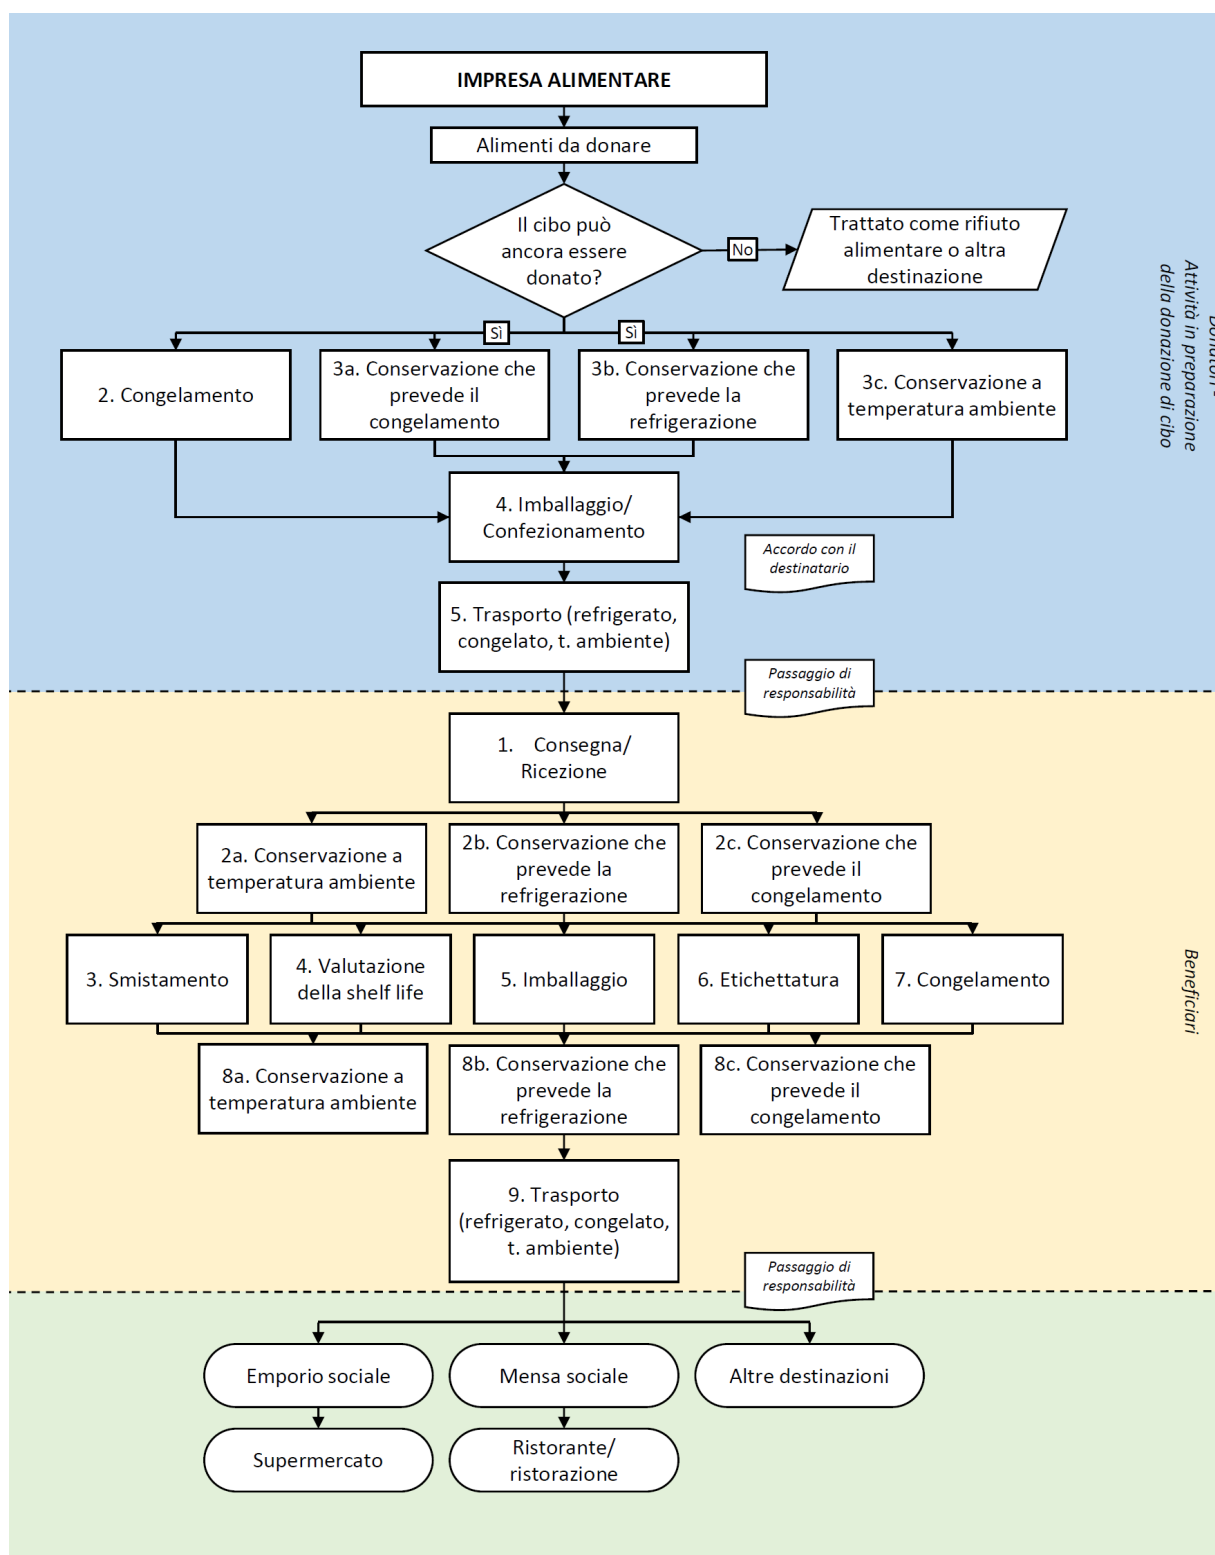 IMPRESA ALIMENTARE
Alimenti da donare
Il cibo può
ancora essere
donato?
No
Trattato come rifiuto
alimentare o altra
destinazione
Sì
Sì
2. Congelamento
3a. Conservazione che
prevede il
congelamento
3b. Conservazione che
prevede la
refrigerazione
3c. Conservazione a
temperatura ambiente
Attività in preparazione
della donazione di cibo
4. Imballaggio/
Confezionamento
Accordo con il
destinatario
5. Trasporto (refrigerato,
congelato, t. ambiente)
Passaggio di
responsabilità
1. Consegna/
Ricezione
2a. Conservazione a
temperatura ambiente
2b. Conservazione che
prevede la
refrigerazione
2c. Conservazione che
prevede il
congelamento
3. Smistamento
4. Valutazione
della shelf life
5. Imballaggio
6. Etichettatura
7. Congelamento
Beneficiari
8a. Conservazione a
temperatura ambiente
8b. Conservazione che
prevede la
refrigerazione
8c. Conservazione che
prevede il
congelamento
9. Trasporto
(refrigerato, congelato,
t. ambiente)
Passaggio di
responsabilità
Emporio sociale
Mensa sociale
Altre destinazioni
Supermercato
Ristorante/
ristorazione